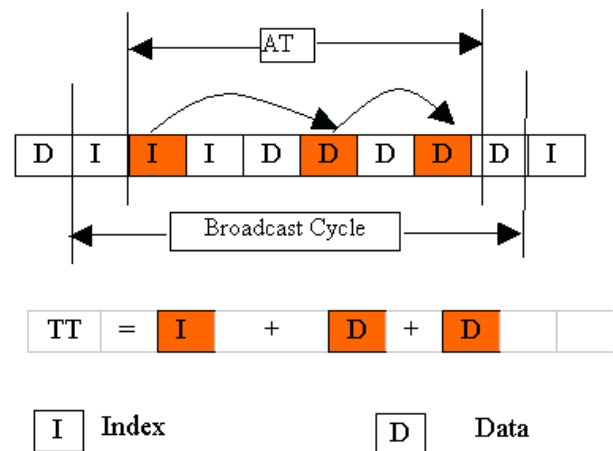 AT
D I I I D D D D D I
Broadcast Cycle
TT = I + D + D
I Index D Data